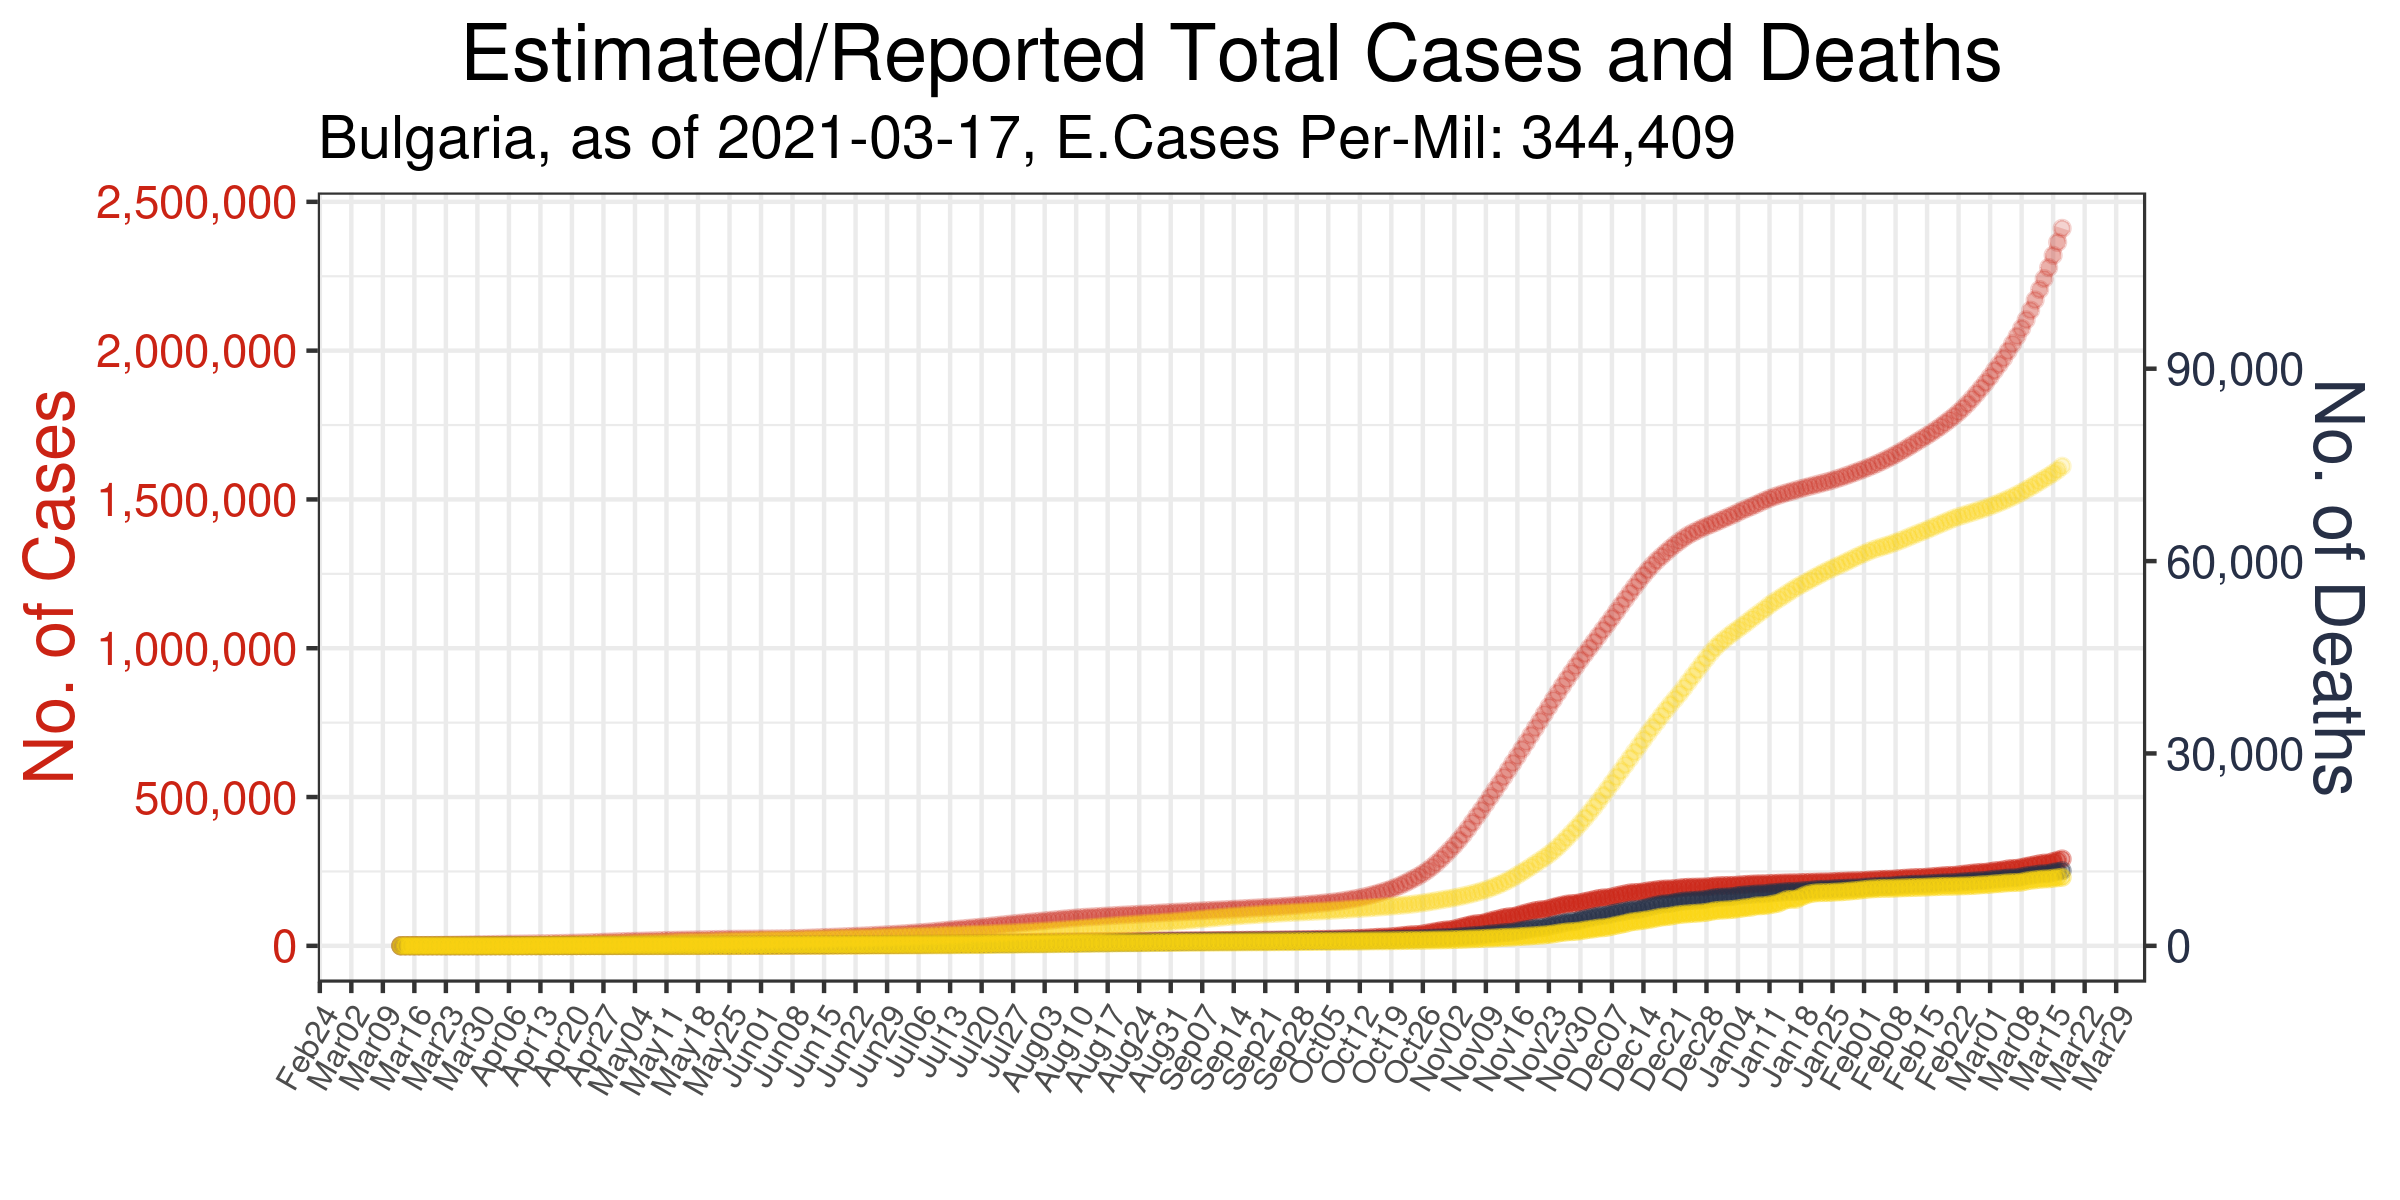 Estimated/Reported Total Cases and Deaths
Bulgaria, as of 2021-03-17, E.Cases Per-Mil: 344,409
No. of Cases
2,500,000
2,000,000
1,500,000
1,000,000
500,000
0
90,000
60,000
30,000
0
No. of Deaths
Feb24
Mar02
Mar09
Mar16
Mar23
Mar30
Apr06
Apr13
Apr20
Apr27
May04
May11
May18
May25
Jun01
Jun08
Jun15
Jun22
Jun29
Jul06
Jul13
Jul20
Jul27
Aug03
Aug10
Aug17
Aug24
Aug31
Sep07
Sep14
Sep21
Sep28
Oct05
Oct12
Oct19
Oct26
Nov02
Nov09
Nov16
Nov23
Nov30
Dec07
Dec14
Dec21
Dec28
Jan04
Jan11
Jan18
Jan25
Feb01
Feb08
Feb15
Feb22
Mar01
Mar08
Mar15
Mar22
Mar29